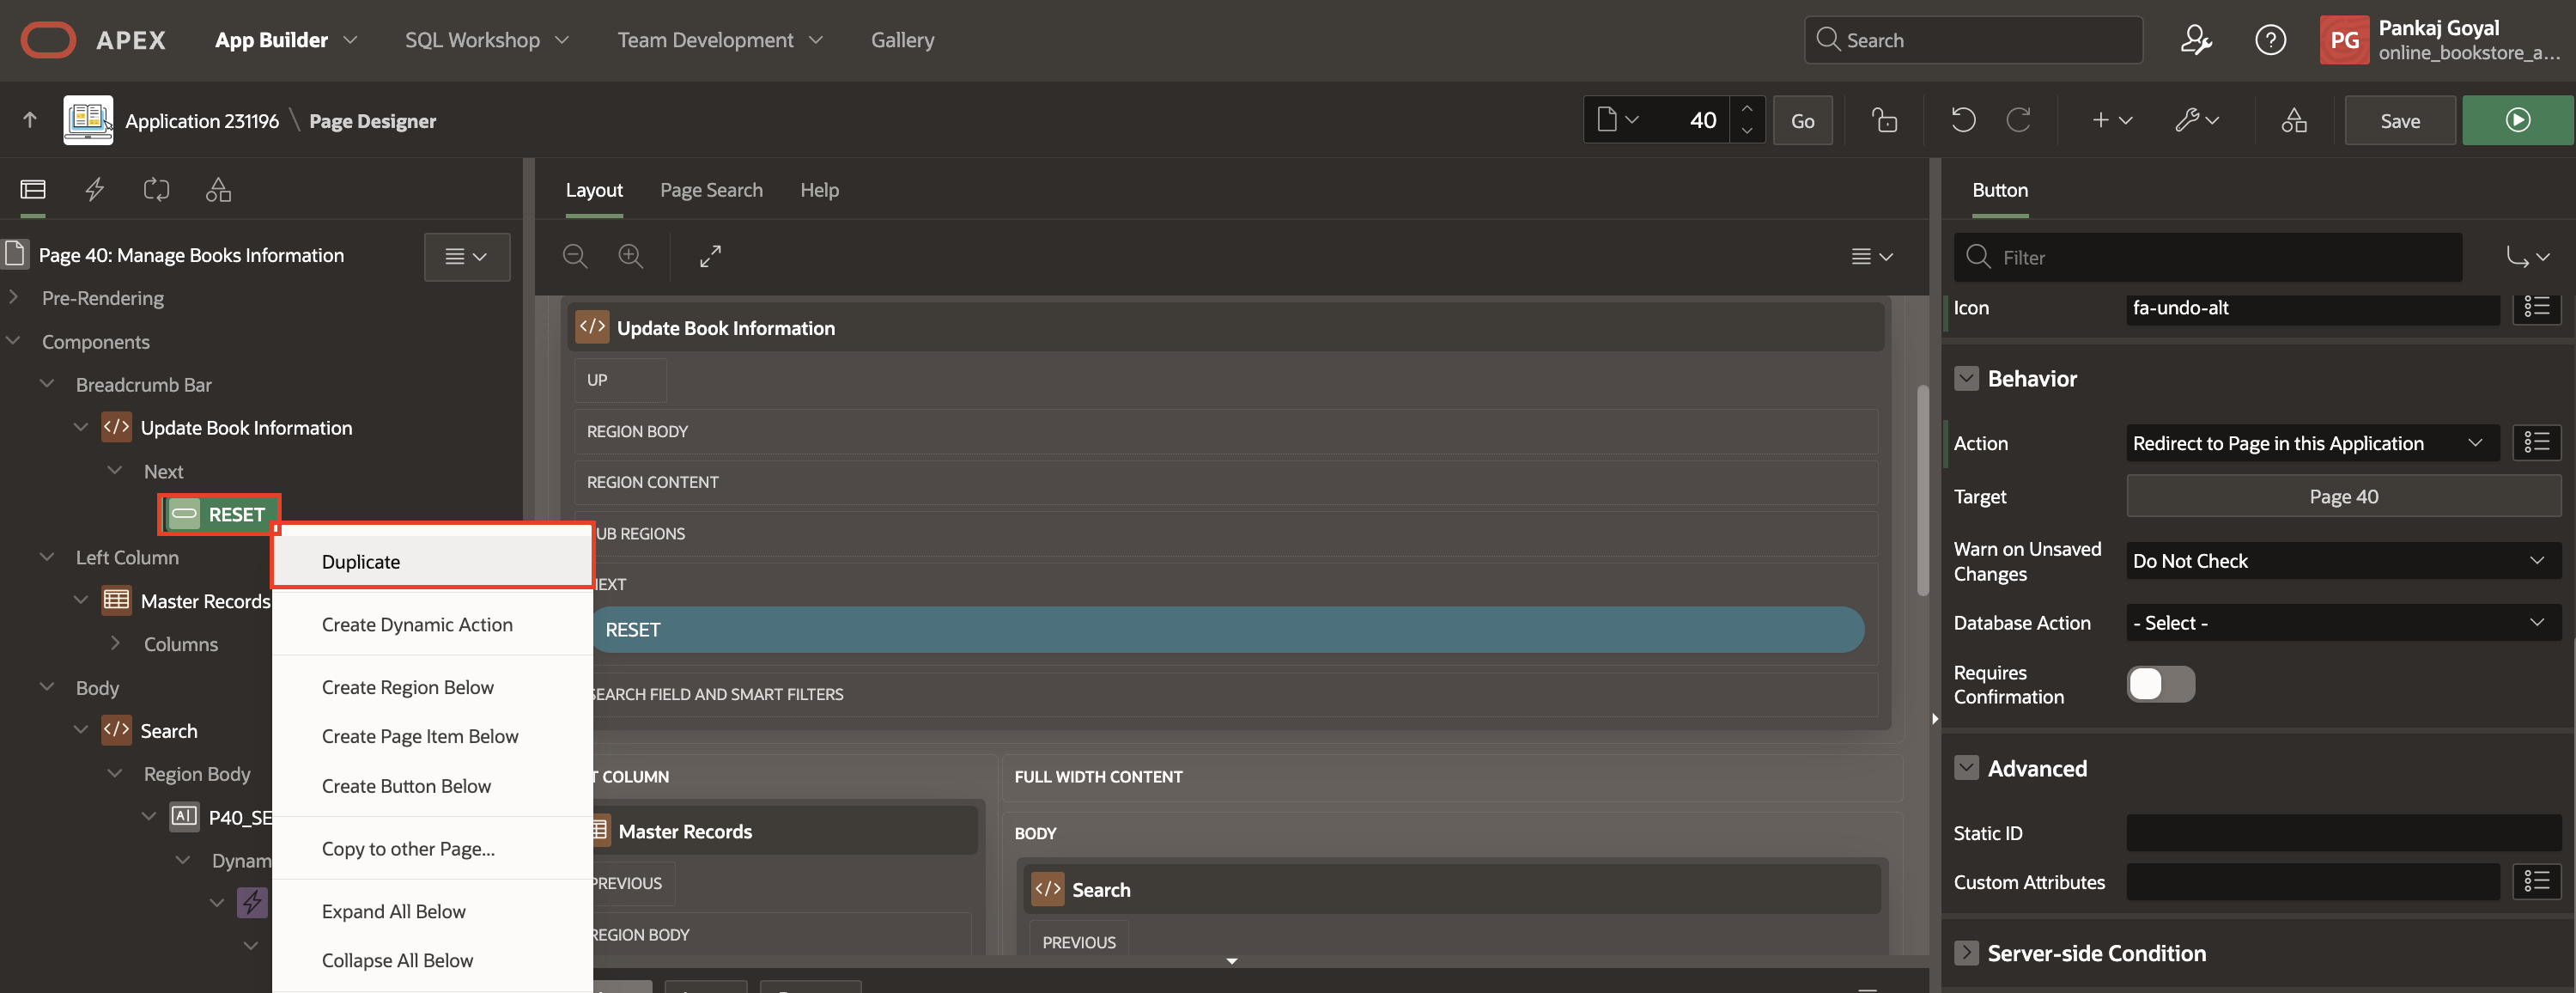 APEX App Builder SQL Workshop Team Development Gallery Search Pankaj Goyal
PG online_bookstore_a...
Application 231196 \ Page Designer 40 Go Save
Layout Page Search Help Button
Page 40: Manage Books Information
Filter
Pre-Rendering
Components
Breadcrumb Bar
Update Book Information
Next
RESET
Left Column
Master Records
Columns
Body
Search
Region Body
P40_SE
Dynam
Duplicate
Create Dynamic Action
Create Region Below
Create Page Item Below
Create Button Below
Copy to other Page...
Expand All Below
Collapse All Below
Update Book Information
UP
REGION BODY
REGION CONTENT
UB REGIONS
EXT
RESET
SEARCH FIELD AND SMART FILTERS
T COLUMN
Master Records
PREVIOUS
REGION BODY
FULL WIDTH CONTENT
BODY
Search
PREVIOUS
Icon fa-undo-alt
Behavior
Action Redirect to Page in this Application
Target Page 40
Warn on Unsaved
Changes Do Not Check
Database Action - Select -
Requires
Confirmation
Advanced
Static ID
Custom Attributes
Server-side Condition